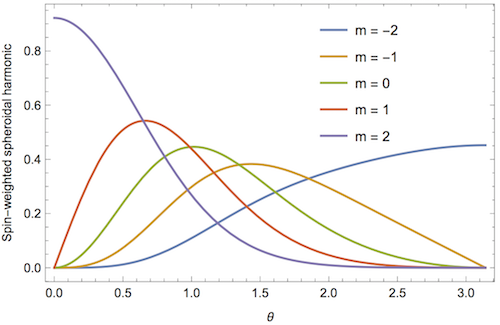 Spin-weighted spheroidal harmonic
0.8
0.6
0.4
0.2
0.0
0.0 0.5 1.0 1.5 2.0 2.5 3.0
θ
m = -2
m = -1
m = 0
m = 1
m = 2